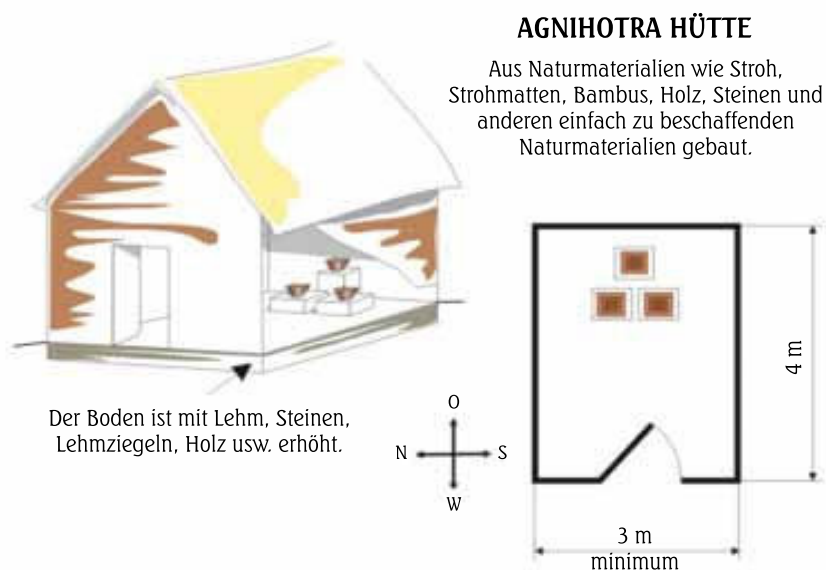 AGNIHOTRA HÜTTE
Aus Naturmaterialien wie Stroh,
Strohmatten, Bambus, Holz, Steinen und
anderen einfach zu beschaffenden
Naturmaterialien gebaut.
Der Boden ist mit Lehm, Steinen,
Lehmziegeln, Holz usw. erhöht.
O
N
S
W
4 m
3 m
minimum